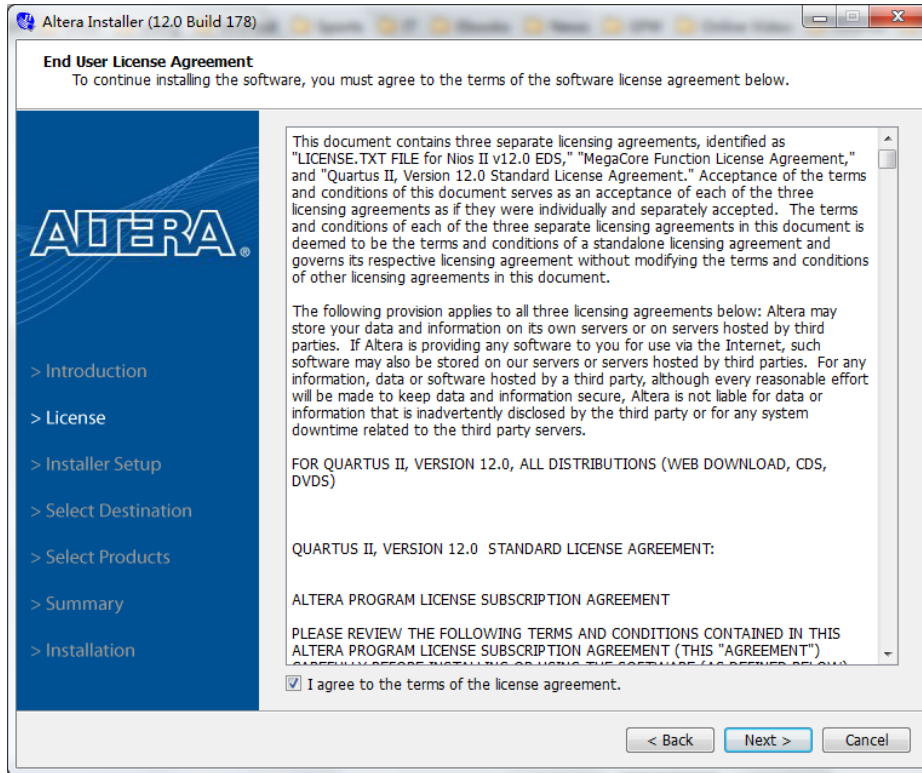 Altera Installer (12.0 Build 178)
End User License Agreement
To continue installing the software, you must agree to the terms of the software license agreement below.
ALTERA®
> Introduction
> License
> Installer Setup
> Select Destination
> Select Products
> Summary
> Installation
This document contains three separate licensing agreements, identified as
"LICENSE.TXT FILE for Nios II v12.0 EDS," "MegaCore Function License Agreement,"
and "Quartus II, Version 12.0 Standard License Agreement." Acceptance of the terms
and conditions of this document serves as an acceptance of each of the three
licensing agreements as if they were individually and separately accepted.  The terms
and conditions of each of the three separate licensing agreements in this document is
deemed to be the terms and conditions of a standalone licensing agreement and
governs its respective licensing agreement without modifying the terms and conditions
of other licensing agreements in this document.
The following provision applies to all three licensing agreements below: Altera may
store your data and information on its own servers or on servers hosted by third
parties.  If Altera is providing any software to you for use via the Internet, such
software may also be stored on our servers or servers hosted by third parties.  For any
information, data or software hosted by a third party, although every reasonable effort
will be made to keep data and information secure, Altera is not liable for data or
information that is inadvertently disclosed by the third party or for any system
downtime related to the third party servers.
FOR QUARTUS II, VERSION 12.0, ALL DISTRIBUTIONS (WEB DOWNLOAD, CDS,
DVDS)
QUARTUS II, VERSION 12.0  STANDARD LICENSE AGREEMENT:
ALTERA PROGRAM LICENSE SUBSCRIPTION AGREEMENT
PLEASE REVIEW THE FOLLOWING TERMS AND CONDITIONS CONTAINED IN THIS
ALTERA PROGRAM LICENSE SUBSCRIPTION AGREEMENT (THIS "AGREEMENT")
CAREFULLY BEFORE INSTALLING OR USING THE SOFTWARE (AS DEFINED BELOW)
I agree to the terms of the license agreement.
< Back
Next >
Cancel